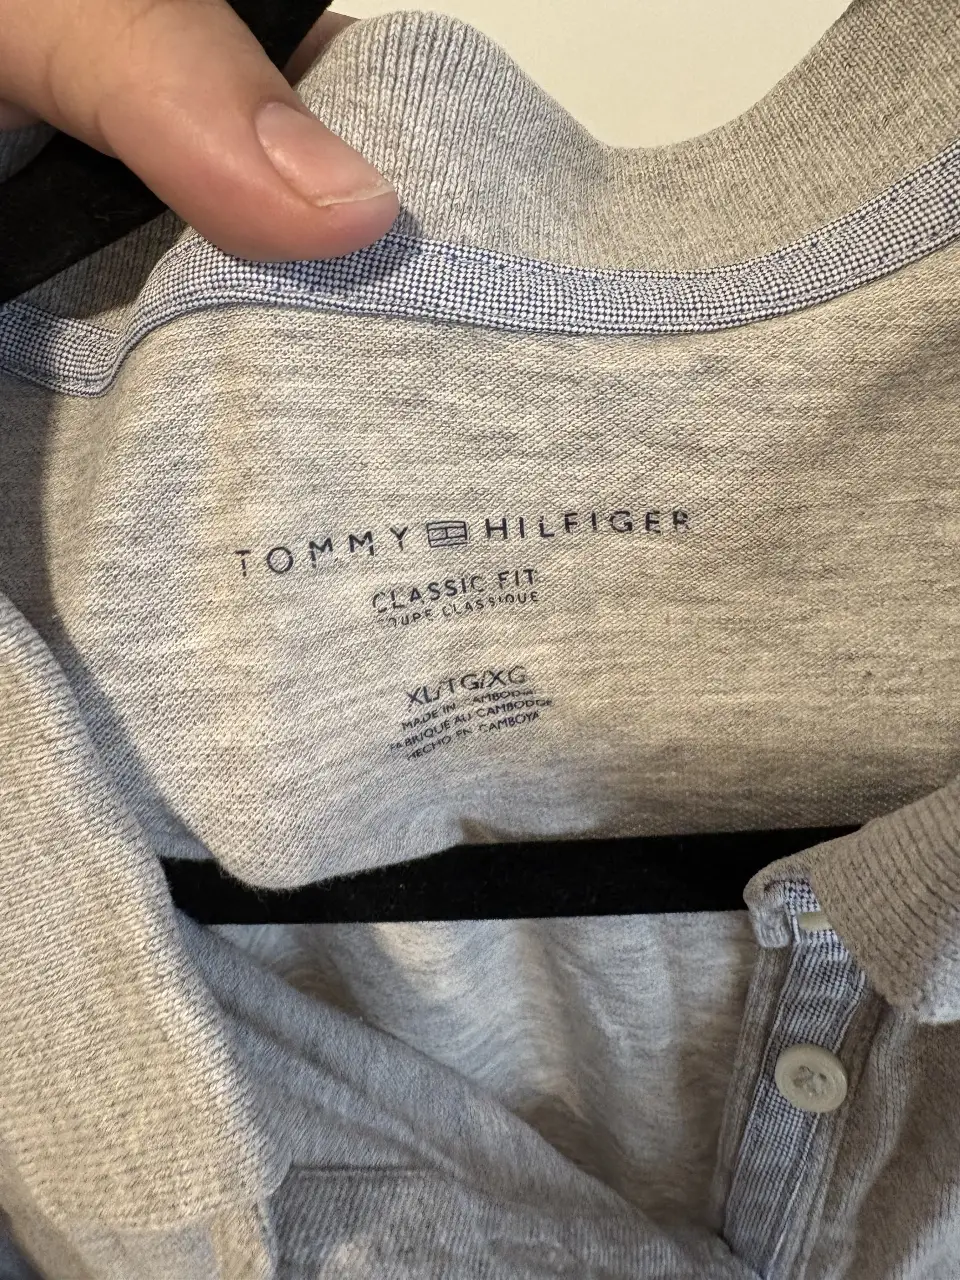 TOMMY HILFIGER
CLASSIC FIT
COUPE CLASSIQUE
XL/TG/XG
MADE IN CAMBODIA
FABRIQUE AU CAMBODGE
HECHO EN CAMBOYA